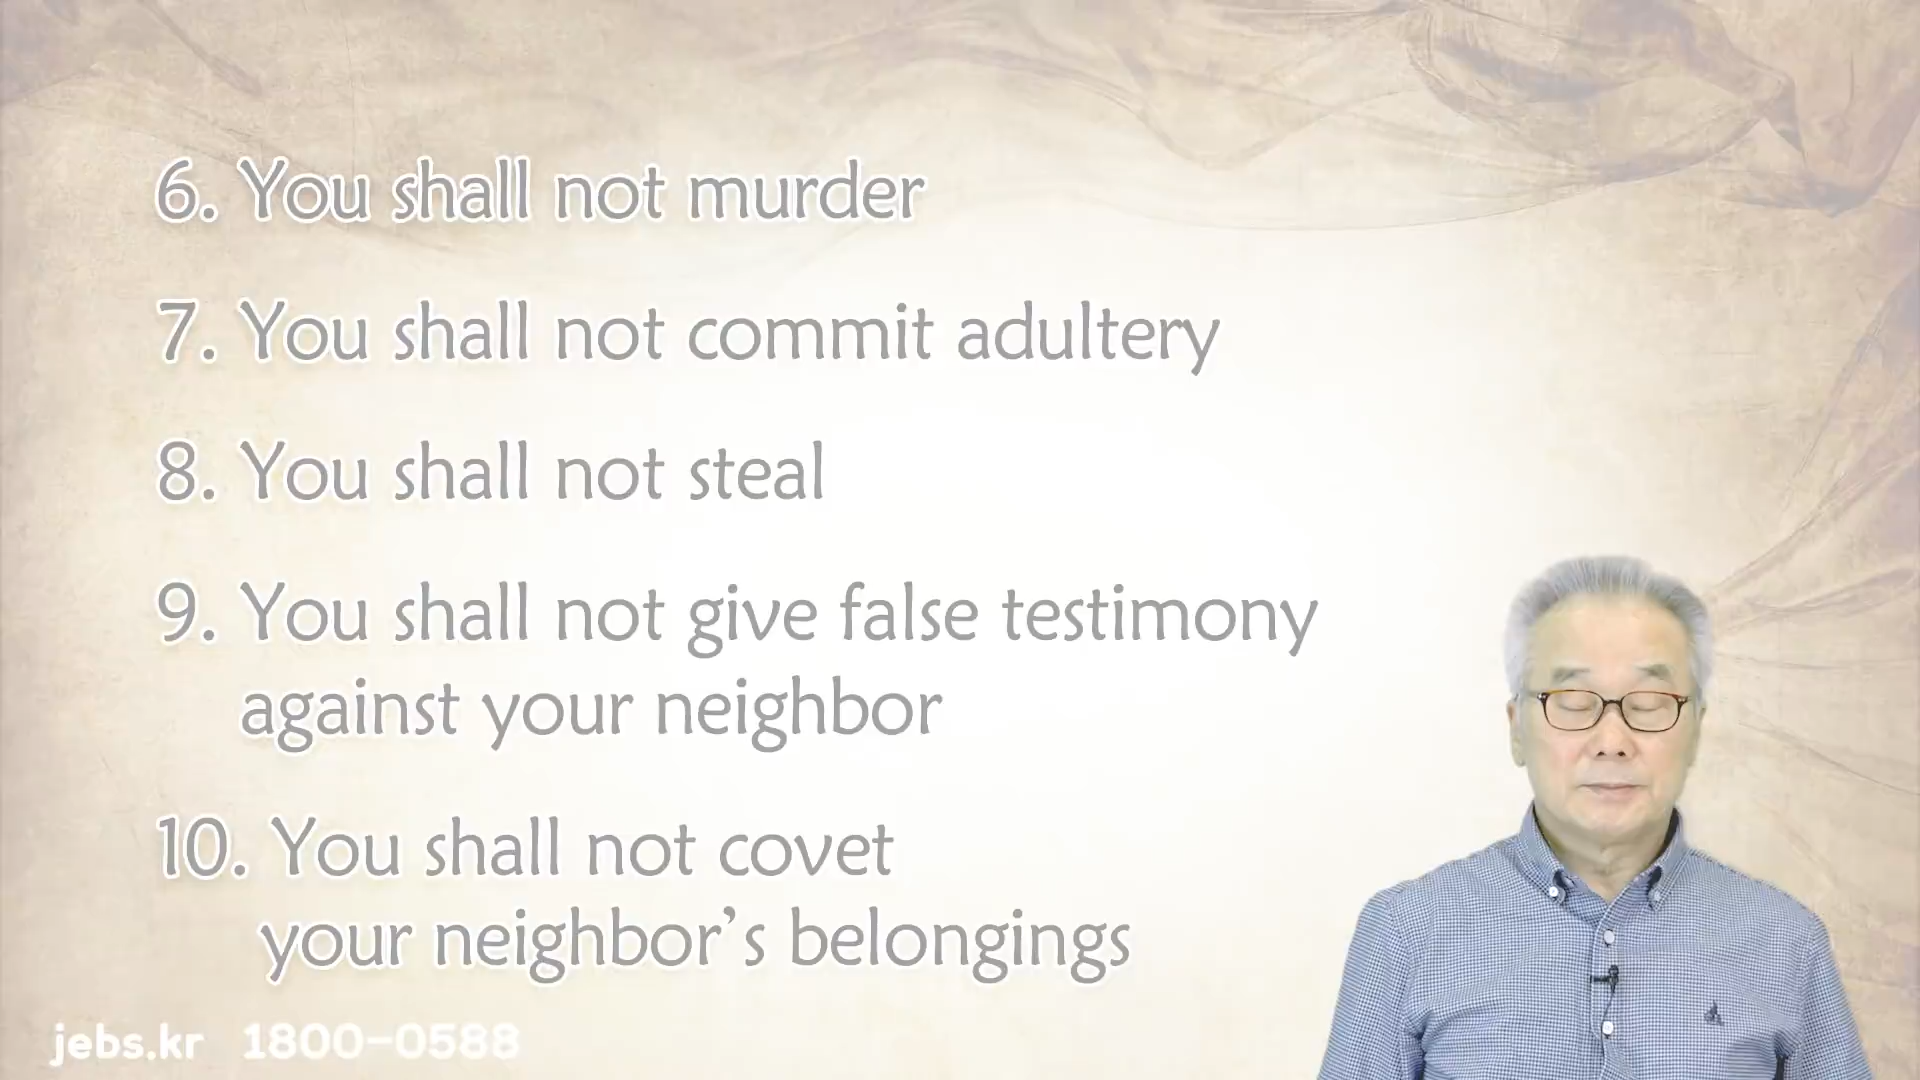 6. You shall not murder
7. You shall not commit adultery
8. You shall not steal
9. You shall not give false testimony
against your neighbor
10. You shall not covet
your neighbor’s belongings
jebs.kr 1800-0588